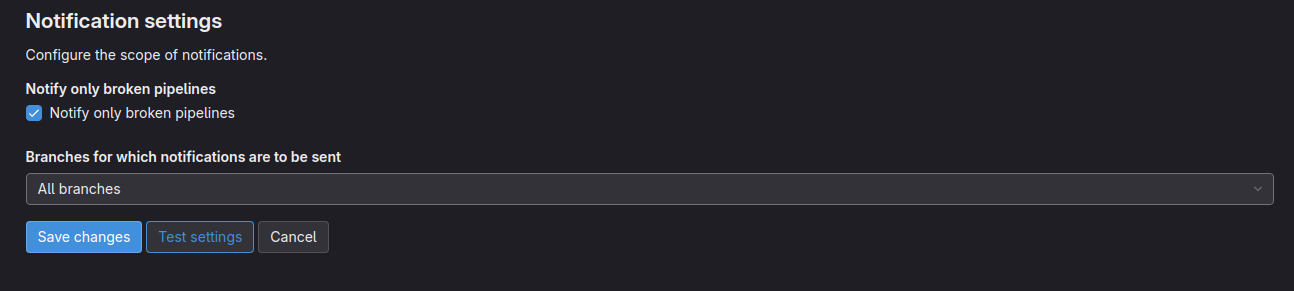 Notification settings
Configure the scope of notifications.
Notify only broken pipelines
Notify only broken pipelines
Branches for which notifications are to be sent
All branches
Save changes Test settings Cancel